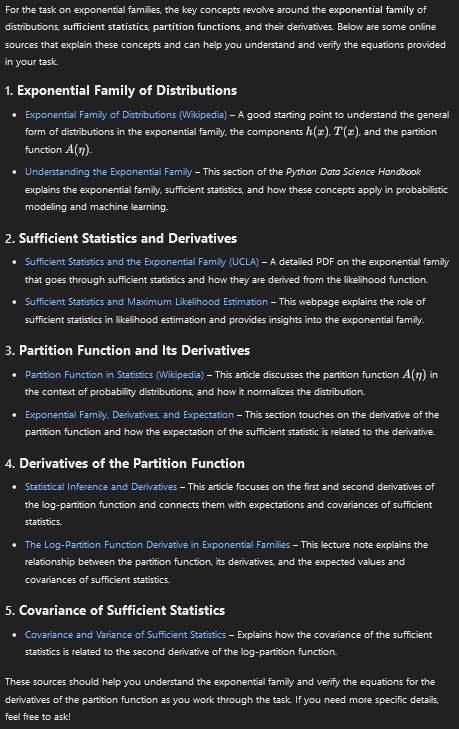 For the task on exponential families, the key concepts revolve around the exponential family of
distributions, sufficient statistics, partition functions, and their derivatives. Below are some online
sources that explain these concepts and can help you understand and verify the equations provided
in your task.
1. Exponential Family of Distributions
• Exponential Family of Distributions (Wikipedia) – A good starting point to understand the general
form of distributions in the exponential family, the components h(x), T(x), and the partition
function A(η).
• Understanding the Exponential Family – This section of the Python Data Science Handbook
explains the exponential family, sufficient statistics, and how these concepts apply in probabilistic
modeling and machine learning.
2. Sufficient Statistics and Derivatives
• Sufficient Statistics and the Exponential Family (UCLA) – A detailed PDF on the exponential family
that goes through sufficient statistics and how they are derived from the likelihood function.
• Sufficient Statistics and Maximum Likelihood Estimation – This webpage explains the role of
sufficient statistics in likelihood estimation and provides insights into the exponential family.
3. Partition Function and Its Derivatives
• Partition Function in Statistics (Wikipedia) – This article discusses the partition function A(η) in
the context of probability distributions, and how it normalizes the distribution.
• Exponential Family, Derivatives, and Expectation – This section touches on the derivative of the
partition function and how the expectation of the sufficient statistic is related to the derivative.
4. Derivatives of the Partition Function
• Statistical Inference and Derivatives – This article focuses on the first and second derivatives of
the log-partition function and connects them with expectations and covariances of sufficient
statistics.
• The Log-Partition Function Derivative in Exponential Families – This lecture note explains the
relationship between the partition function, its derivatives, and the expected values and
covariances of sufficient statistics.
5. Covariance of Sufficient Statistics
• Covariance and Variance of Sufficient Statistics – Explains how the covariance of the sufficient
statistics is related to the second derivative of the log-partition function.
These sources should help you understand the exponential family and verify the equations for the
derivatives of the partition function as you work through the task. If you need more specific details,
feel free to ask!